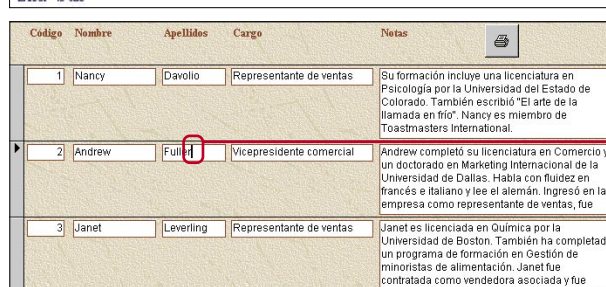 Código Nombre Apellidos Cargo Notas
1 Nancy Davolio Representante de ventas
Su formación incluye una licenciatura en
Psicología por la Universidad del Estado de
Colorado. También escribió "El arte de la
llamada en frío". Nancy es miembro de
Toastmasters International.
2 Andrew Fuller Vicepresidente comercial
Andrew completó su licenciatura en Comercio y
un doctorado en Marketing Internacional de la
Universidad de Dallas. Habla con fluidez en
francés e italiano y lee el alemán. Ingresó en la
empresa como representante de ventas, fue
3 Janet Leverling Representante de ventas
Janet es licenciada en Química por la
Universidad de Boston. También ha completad
un programa de formación en Gestión de
minoristas de alimentación. Janet fue
contratada como vendedora asociada y fue